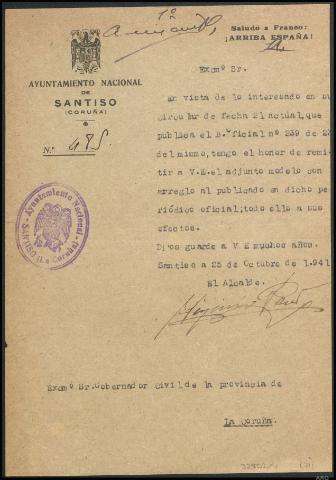 1º
Saludo a Franco:
¡ARRIBA ESPAÑA!
AYUNTAMIENTO NACIONAL
DE
SANTISO
(CORUÑA)
N.º 485.
Excmº Sr.
En vista de lo interesado en su
circular de fecha 21 actual, que
publica el B.ºficial nº 239 de 23
del mismo, tengo el honor de remi-
tir a V.E. el adjunto modelo con
arreglo al publicado en dicho pe-
riódico oficial; todo ello a sus
efectos.
Dios guarde a V E muchos años.
Santiso a 25 de Octubre de 1.941
El Alcalde.
Ayuntamiento Nacional
SANTISO (La Coruña)
Excmº Sr. Gobernador Civil de la provincia de
La Coruña.